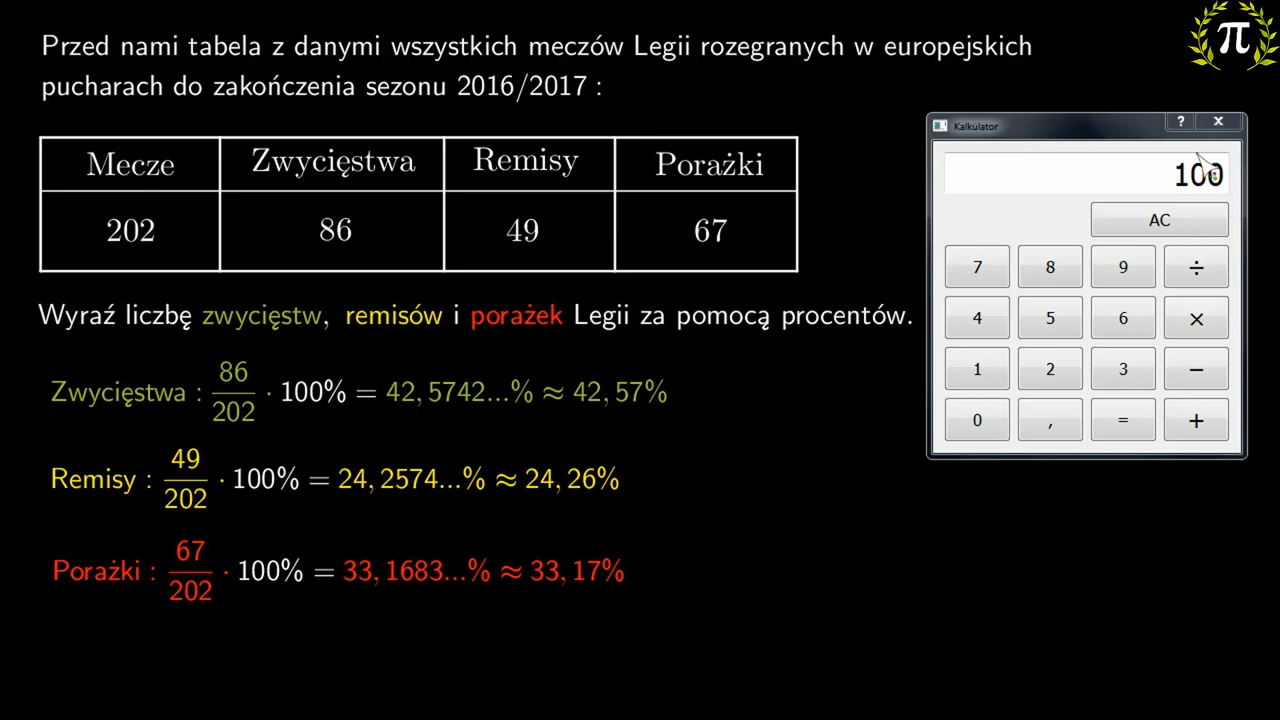 Przed nami tabela z danymi wszystkich meczów Legii rozegranych w europejskich
pucharach do zakończenia sezonu 2016/2017 :
Mecze Zwycięstwa Remisy Porażki
202 86 49 67
Wyraź liczbę zwycięstw, remisów i porażek Legii za pomocą procentów.
Zwycięstwa : 86/202 · 100% = 42,5742...% ≈ 42,57%
Remisy : 49/202 · 100% = 24,2574...% ≈ 24,26%
Porażki : 67/202 · 100% = 33,1683...% ≈ 33,17%
π
Kalkulator ? x
100
AC
7 8 9 ÷
4 5 6 ×
1 2 3 −
0 , = +